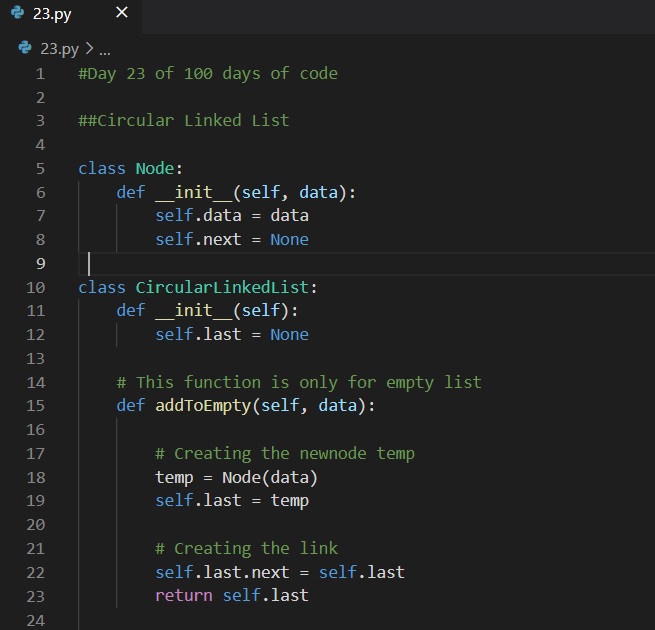 23.py
23.py > ...
1 #Day 23 of 100 days of code
2
3 ##Circular Linked List
4
5 class Node:
6     def __init__(self, data):
7         self.data = data
8         self.next = None
9
10 class CircularLinkedList:
11     def __init__(self):
12         self.last = None
13
14     # This function is only for empty list
15     def addToEmpty(self, data):
16
17         # Creating the newnode temp
18         temp = Node(data)
19         self.last = temp
20
21         # Creating the link
22         self.last.next = self.last
23         return self.last
24